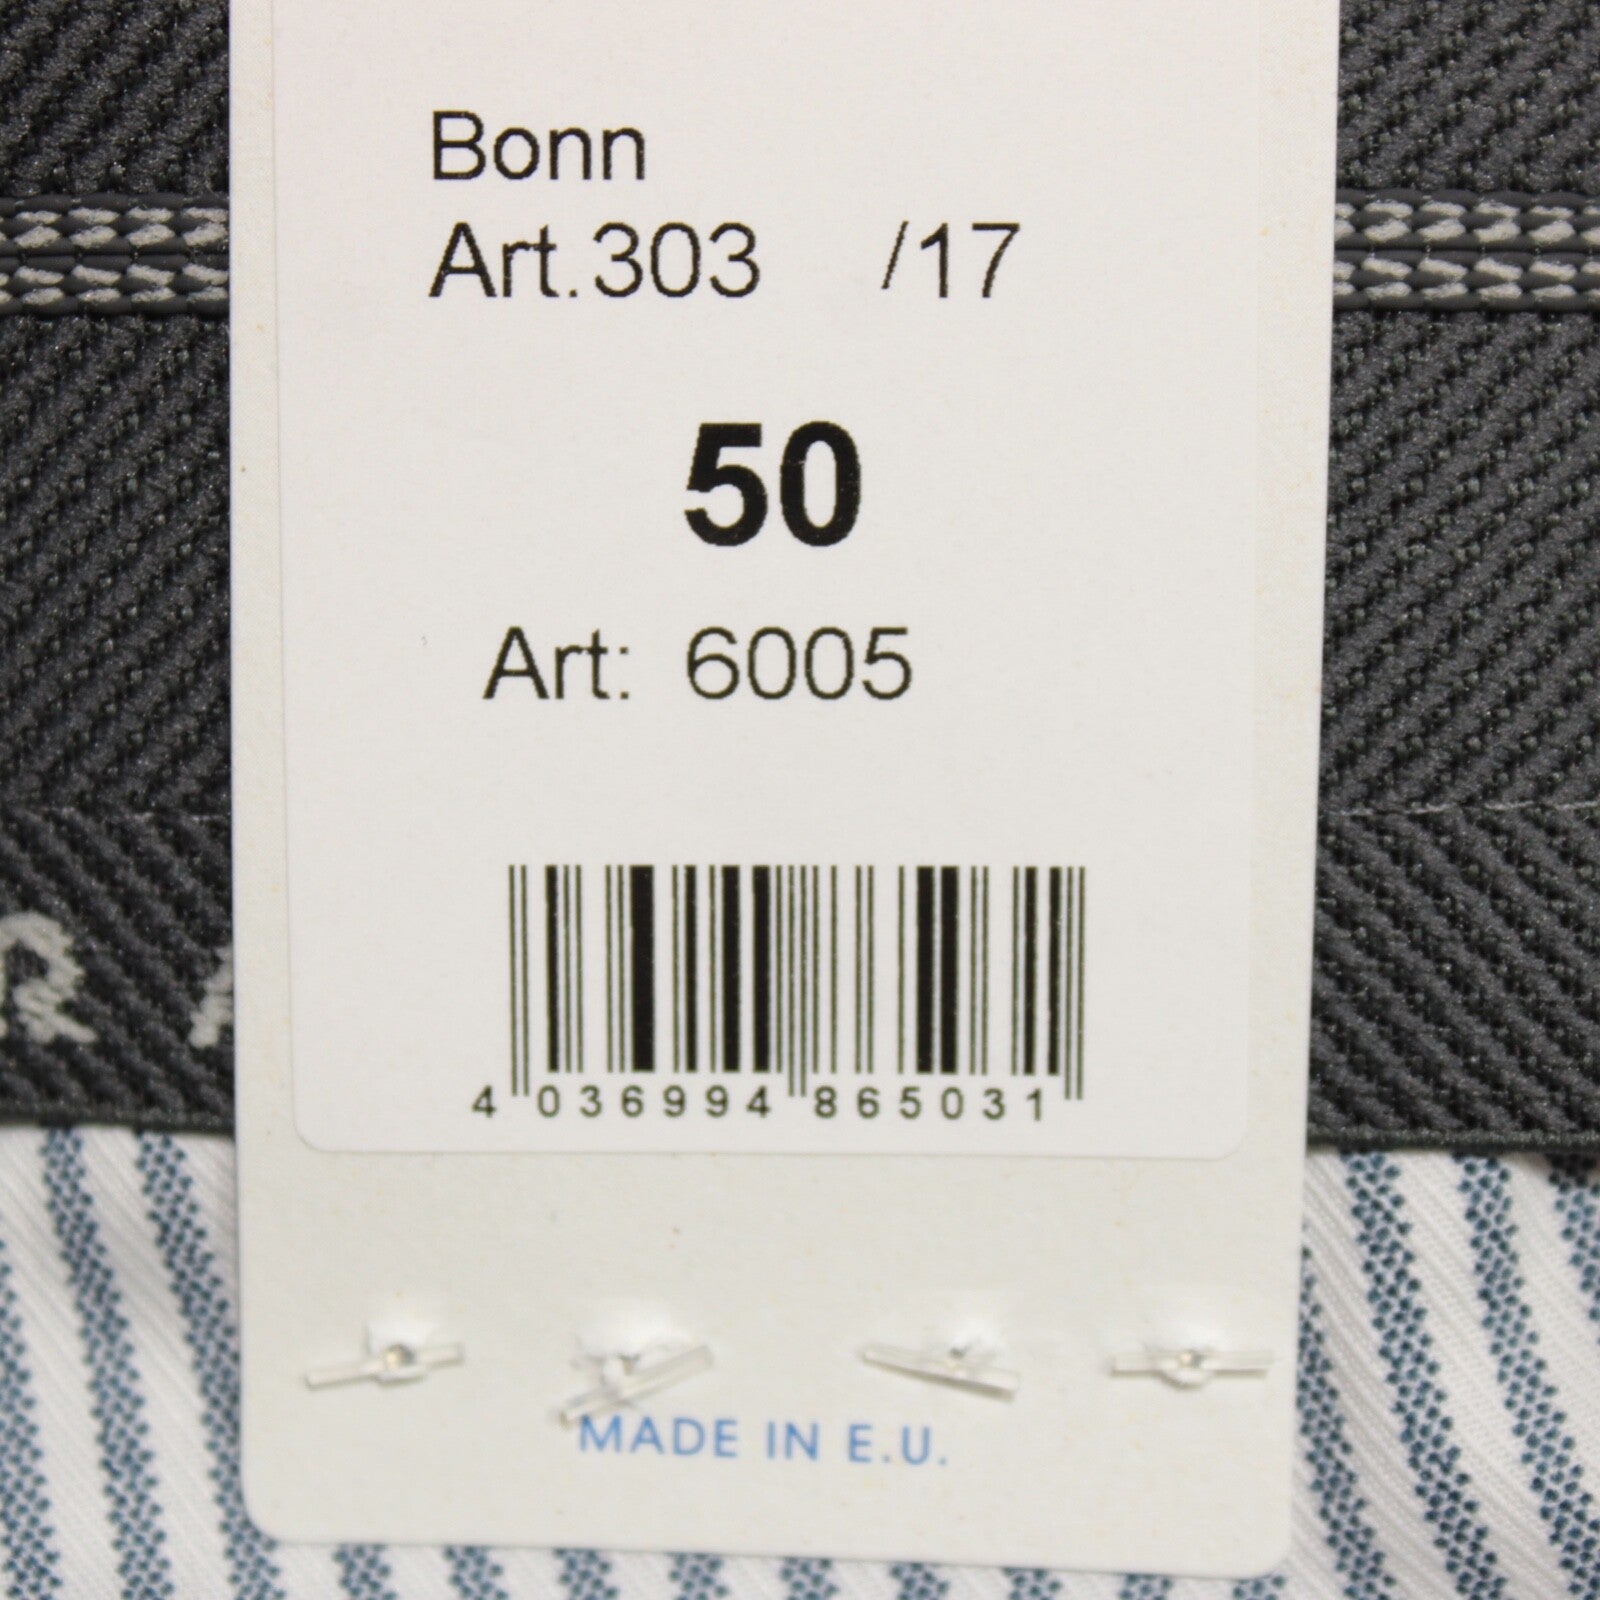 Bonn
Art.303 /17
50
Art: 6005
4 036994 865031
MADE IN E.U.
R